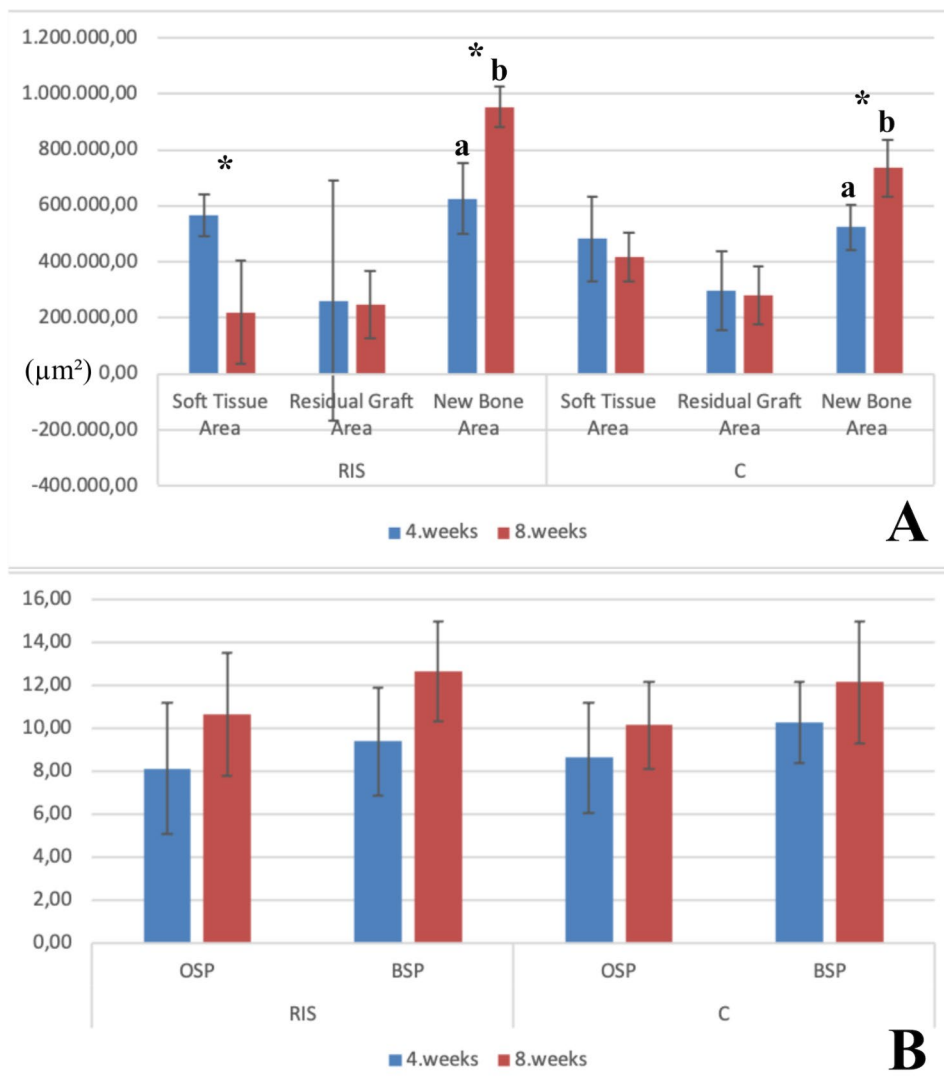 1.200.000,00
1.000.000,00
800.000,00
600.000,00
400.000,00
200.000,00
(µm²) 0,00
-200.000,00
-400.000,00
*
a
*
b
a
*
b
Soft Tissue Area
Residual Graft Area
New Bone Area
Soft Tissue Area
Residual Graft Area
New Bone Area
RIS
C
4.weeks 8.weeks
A
16,00
14,00
12,00
10,00
8,00
6,00
4,00
2,00
0,00
OSP BSP OSP BSP
RIS C
4.weeks 8.weeks
B